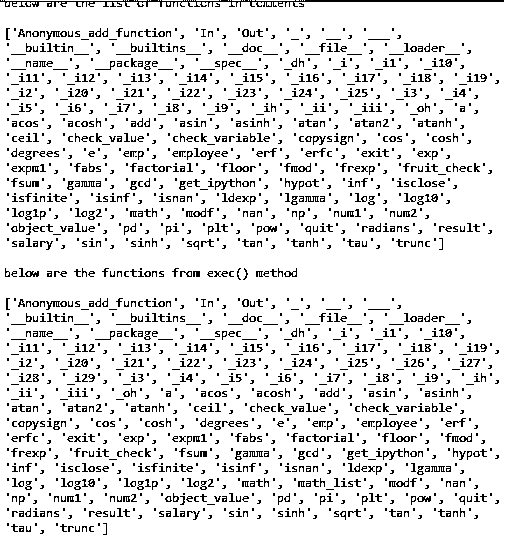 below are the list of functions in comments
['Anonymous_add_function', 'In', 'Out', '_', '__', '___',
'__builtin__', '__builtins__', '__doc__', '__file__', '__loader__',
'__name__', '__package__', '__spec__', '_dh', '_i', '_i1', '_i10',
'_i11', '_i12', '_i13', '_i14', '_i15', '_i16', '_i17', '_i18', '_i19',
'_i2', '_i20', '_i21', '_i22', '_i23', '_i24', '_i25', '_i3', '_i4',
'_i5', '_i6', '_i7', '_i8', '_i9', '_ih', '_ii', '_iii', '_oh', 'a',
'acos', 'acosh', 'add', 'asin', 'asinh', 'atan', 'atan2', 'atanh',
'ceil', 'check_value', 'check_variable', 'copysign', 'cos', 'cosh',
'degrees', 'e', 'emp', 'employee', 'erf', 'erfc', 'exit', 'exp',
'expm1', 'fabs', 'factorial', 'floor', 'fmod', 'frexp', 'fruit_check',
'fsum', 'gamma', 'gcd', 'get_ipython', 'hypot', 'inf', 'isclose',
'isfinite', 'isinf', 'isnan', 'ldexp', 'lgamma', 'log', 'log10',
'log1p', 'log2', 'math', 'modf', 'nan', 'np', 'num1', 'num2',
'object_value', 'pd', 'pi', 'plt', 'pow', 'quit', 'radians', 'result',
'salary', 'sin', 'sinh', 'sqrt', 'tan', 'tanh', 'tau', 'trunc']
below are the functions from exec() method
['Anonymous_add_function', 'In', 'Out', '_', '__', '___',
'__builtin__', '__builtins__', '__doc__', '__file__', '__loader__',
'__name__', '__package__', '__spec__', '_dh', '_i', '_i1', '_i10',
'_i11', '_i12', '_i13', '_i14', '_i15', '_i16', '_i17', '_i18', '_i19',
'_i2', '_i20', '_i21', '_i22', '_i23', '_i24', '_i25', '_i26', '_i27',
'_i28', '_i29', '_i3', '_i4', '_i5', '_i6', '_i7', '_i8', '_i9', '_ih',
'_ii', '_iii', '_oh', 'a', 'acos', 'acosh', 'add', 'asin', 'asinh',
'atan', 'atan2', 'atanh', 'ceil', 'check_value', 'check_variable',
'copysign', 'cos', 'cosh', 'degrees', 'e', 'emp', 'employee', 'erf',
'erfc', 'exit', 'exp', 'expm1', 'fabs', 'factorial', 'floor', 'fmod',
'frexp', 'fruit_check', 'fsum', 'gamma', 'gcd', 'get_ipython', 'hypot',
'inf', 'isclose', 'isfinite', 'isinf', 'isnan', 'ldexp', 'lgamma',
'log', 'log10', 'log1p', 'log2', 'math', 'math_list', 'modf', 'nan',
'np', 'num1', 'num2', 'object_value', 'pd', 'pi', 'plt', 'pow', 'quit',
'radians', 'result', 'salary', 'sin', 'sinh', 'sqrt', 'tan', 'tanh',
'tau', 'trunc']